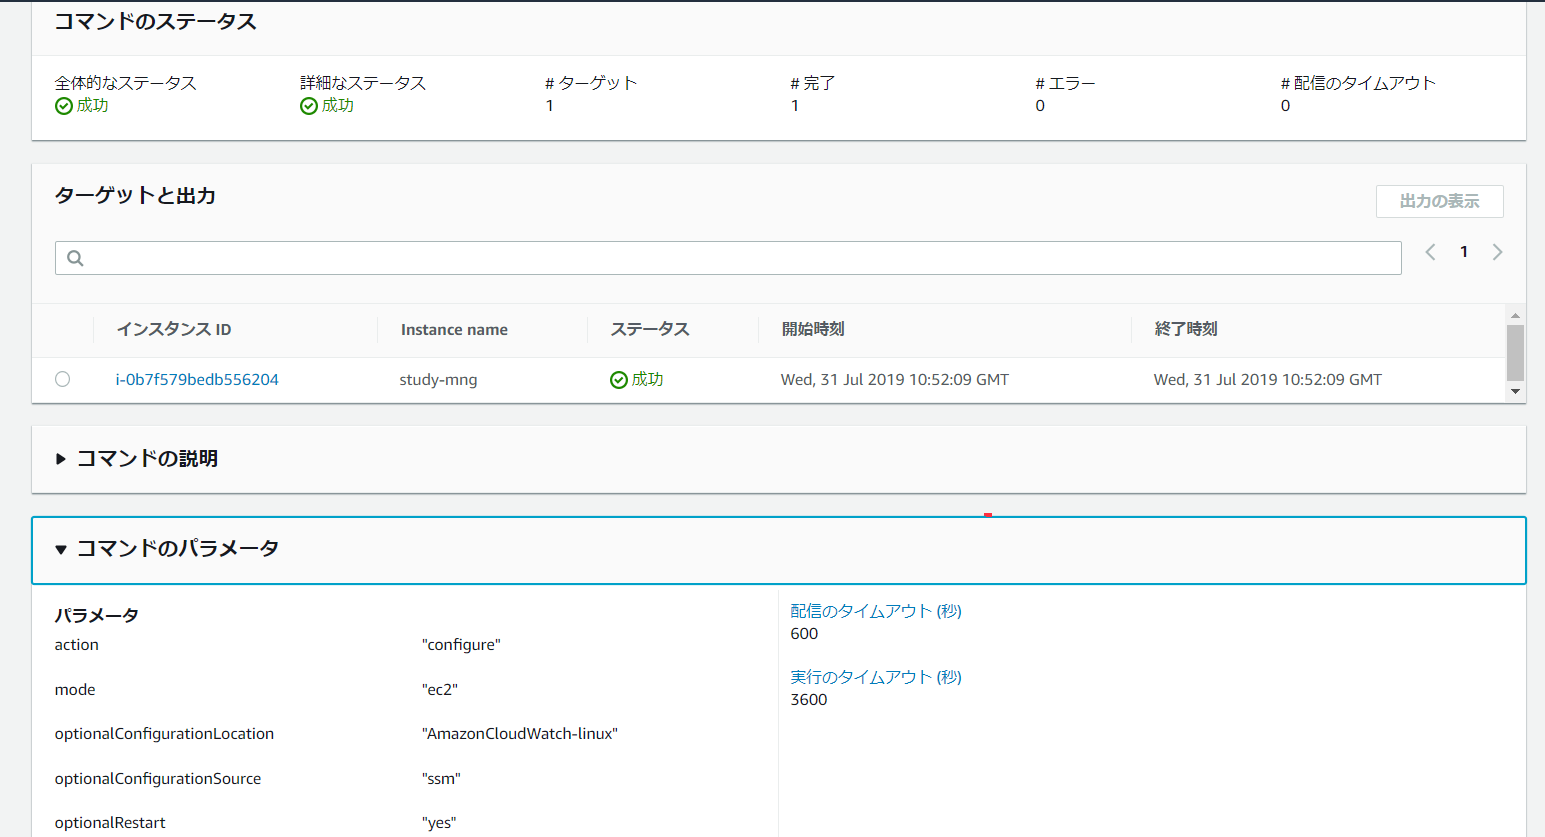 コマンドのステータス
全体的なステータス 詳細なステータス # ターゲット # 完了 # エラー # 配信のタイムアウト
成功 成功 1 1 0 0
ターゲットと出力
出力の表示
1
インスタンス ID Instance name ステータス 開始時刻 終了時刻
i-0b7f579bedb556204 study-mng 成功 Wed, 31 Jul 2019 10:52:09 GMT Wed, 31 Jul 2019 10:52:09 GMT
コマンドの説明
コマンドのパラメータ
パラメータ
action "configure"
mode "ec2"
optionalConfigurationLocation "AmazonCloudWatch-linux"
optionalConfigurationSource "ssm"
optionalRestart "yes"
配信のタイムアウト (秒)
600
実行のタイムアウト (秒)
3600